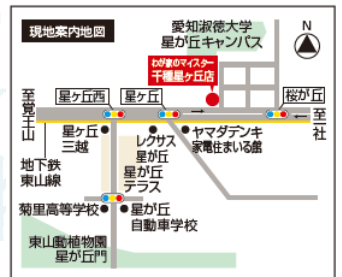 現地案内地図
愛知淑徳大学
星が丘キャンパス
N
わが家のマイスター
千種星ヶ丘店
星ヶ丘西
星ヶ丘
桜が丘
至覚王山
至一社
星ヶ丘
三越
レクサス
星が丘
ヤマダデンキ
家電住まいる館
地下鉄
東山線
星が丘
テラス
菊里高等学校
星が丘
自動車学校
東山動植物園
星が丘門